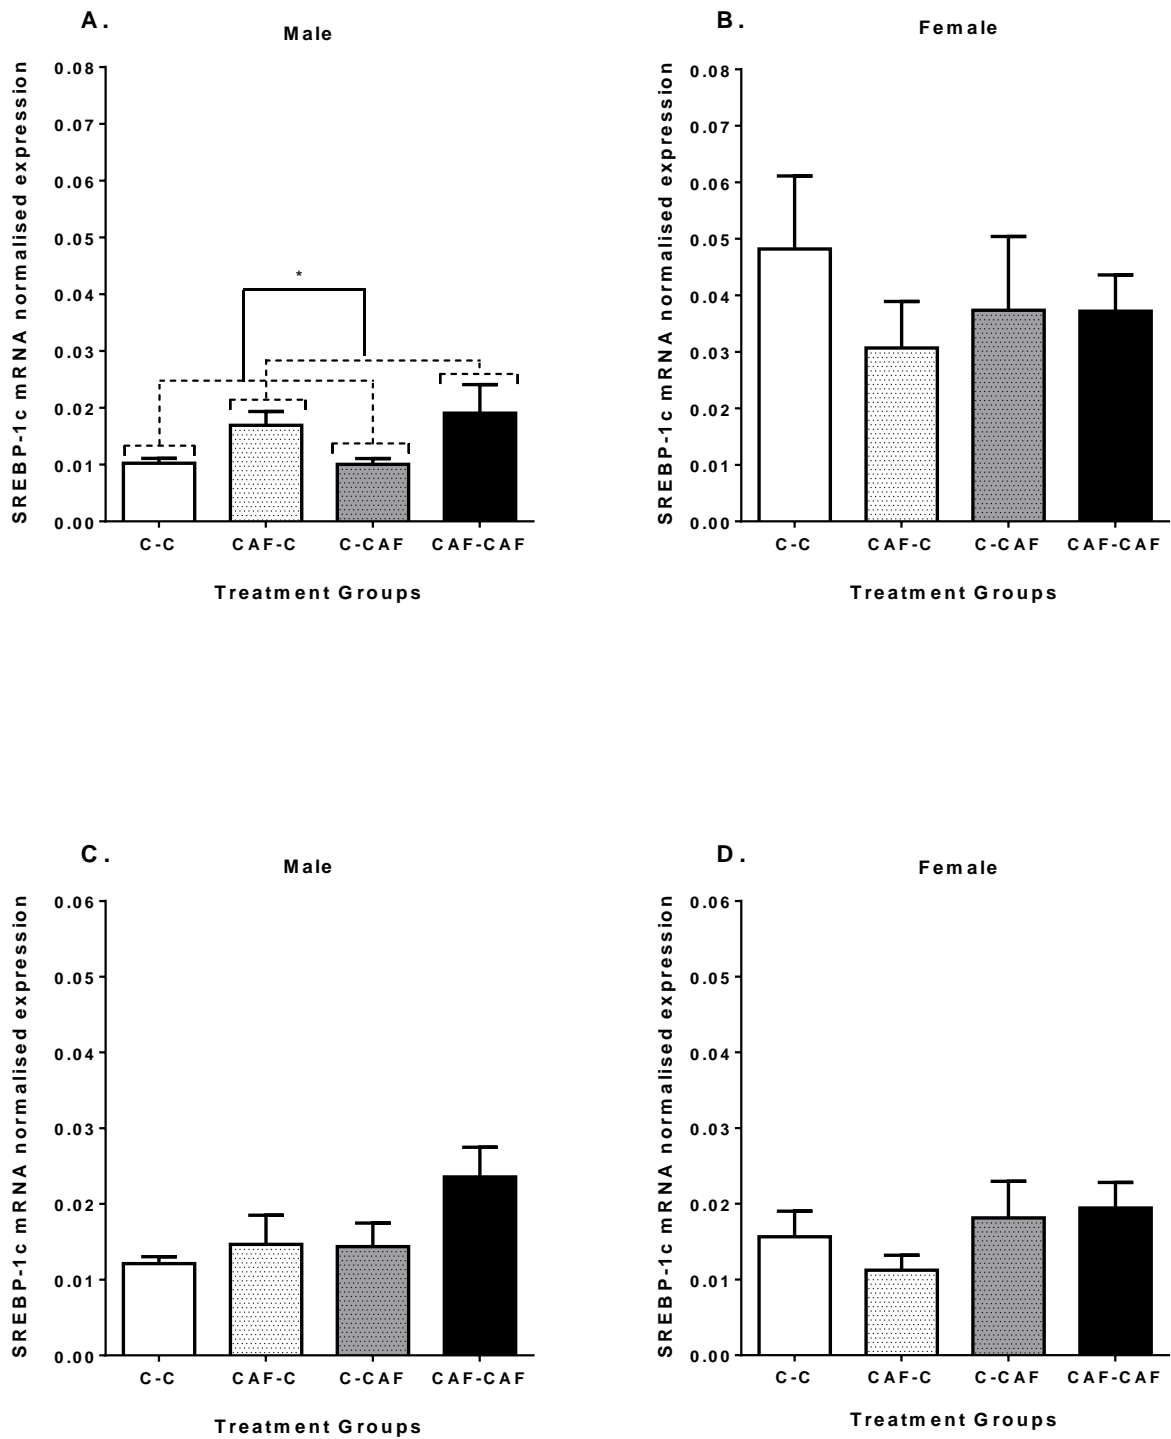 A.
Male
SREBP-1c mRNA normalised expression
0.08
0.07
0.06
0.05
0.04
0.03
0.02
0.01
0.00
*
C-C CAF-C C-CAF CAF-CAF
Treatment Groups
B.
Female
SREBP-1c mRNA normalised expression
0.08
0.07
0.06
0.05
0.04
0.03
0.02
0.01
0.00
C-C CAF-C C-CAF CAF-CAF
Treatment Groups
C.
Male
SREBP-1c mRNA normalised expression
0.06
0.05
0.04
0.03
0.02
0.01
0.00
C-C CAF-C C-CAF CAF-CAF
Treatment Groups
D.
Female
SREBP-1c mRNA normalised expression
0.06
0.05
0.04
0.03
0.02
0.01
0.00
C-C CAF-C C-CAF CAF-CAF
Treatment Groups